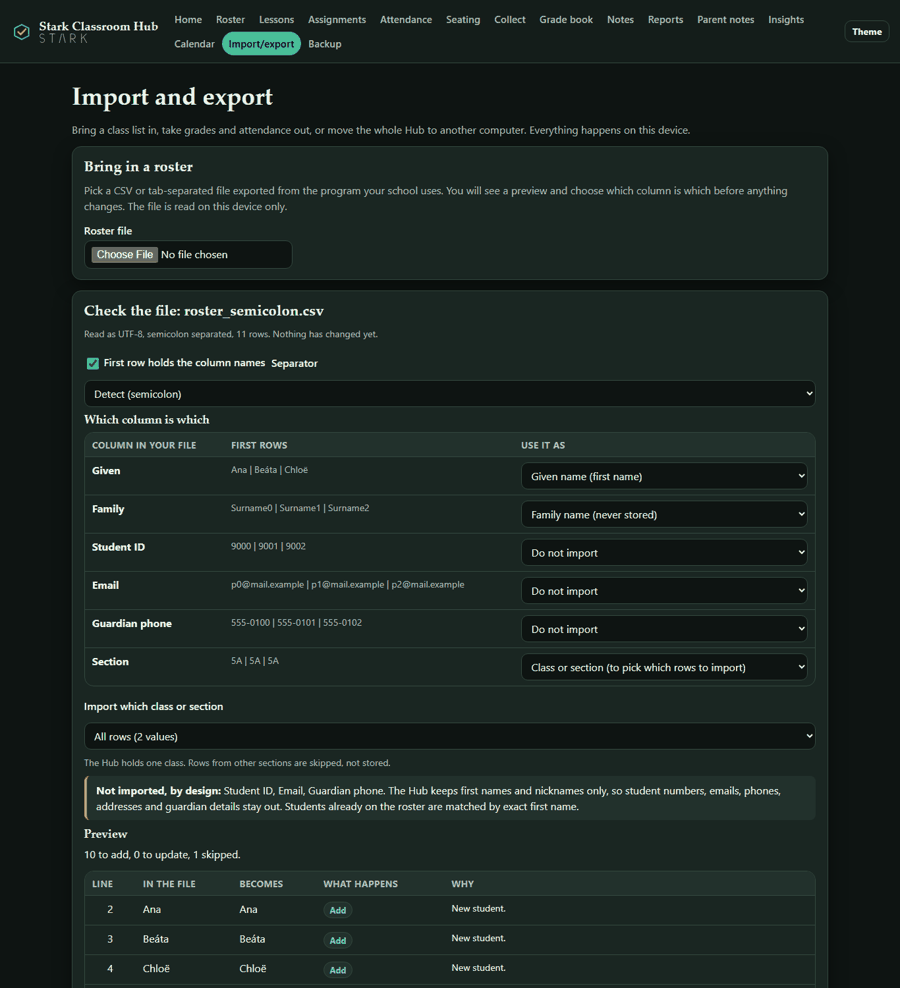 Stark Classroom Hub
STARK
Home Roster Lessons Assignments Attendance Seating Collect Grade book Notes Reports Parent notes Insights
Calendar Import/export Backup
Theme
Import and export
Bring a class list in, take grades and attendance out, or move the whole Hub to another computer. Everything happens on this device.
Bring in a roster
Pick a CSV or tab-separated file exported from the program your school uses. You will see a preview and choose which column is which before anything
changes. The file is read on this device only.
Roster file
Choose File No file chosen
Check the file: roster_semicolon.csv
Read as UTF-8, semicolon separated, 11 rows. Nothing has changed yet.
First row holds the column names Separator
Detect (semicolon)
Which column is which
COLUMN IN YOUR FILE FIRST ROWS USE IT AS
Given Ana | Beáta | Chloë Given name (first name)
Family Surname0 | Surname1 | Surname2 Family name (never stored)
Student ID 9000 | 9001 | 9002 Do not import
Email p0@mail.example | p1@mail.example | p2@mail.example Do not import
Guardian phone 555-0100 | 555-0101 | 555-0102 Do not import
Section 5A | 5A | 5A Class or section (to pick which rows to import)
Import which class or section
All rows (2 values)
The Hub holds one class. Rows from other sections are skipped, not stored.
Not imported, by design: Student ID, Email, Guardian phone. The Hub keeps first names and nicknames only, so student numbers, emails, phones,
addresses and guardian details stay out. Students already on the roster are matched by exact first name.
Preview
10 to add, 0 to update, 1 skipped.
LINE IN THE FILE BECOMES WHAT HAPPENS WHY
2 Ana Ana Add New student.
3 Beáta Beáta Add New student.
4 Chloë Chloë Add New student.